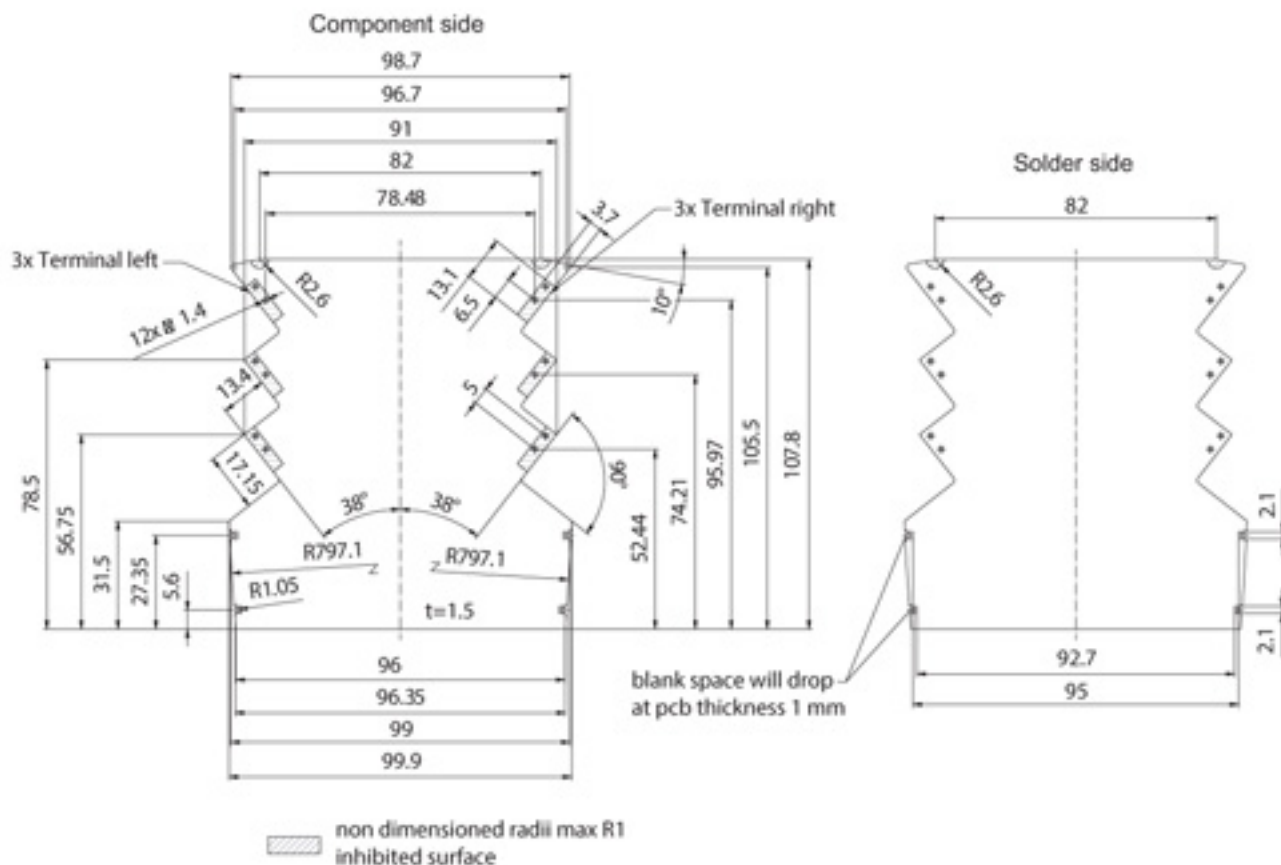 Component side
98.7
96.7
91
82
78.48
3.7
3x Terminal right
3x Terminal left
R2.6
13.1
6.5
10°
12x ⌀ 1.4
13.4
5
17.15
90°
78.5
56.75
31.5
27.35
5.6
38°
38°
R797.1
R797.1
R1.05
t=1.5
52.44
74.21
95.97
105.5
107.8
96
96.35
99
99.9
non dimensioned radii max R1
inhibited surface
Solder side
82
R2.6
2.1
2.1
blank space will drop
at pcb thickness 1 mm
92.7
95